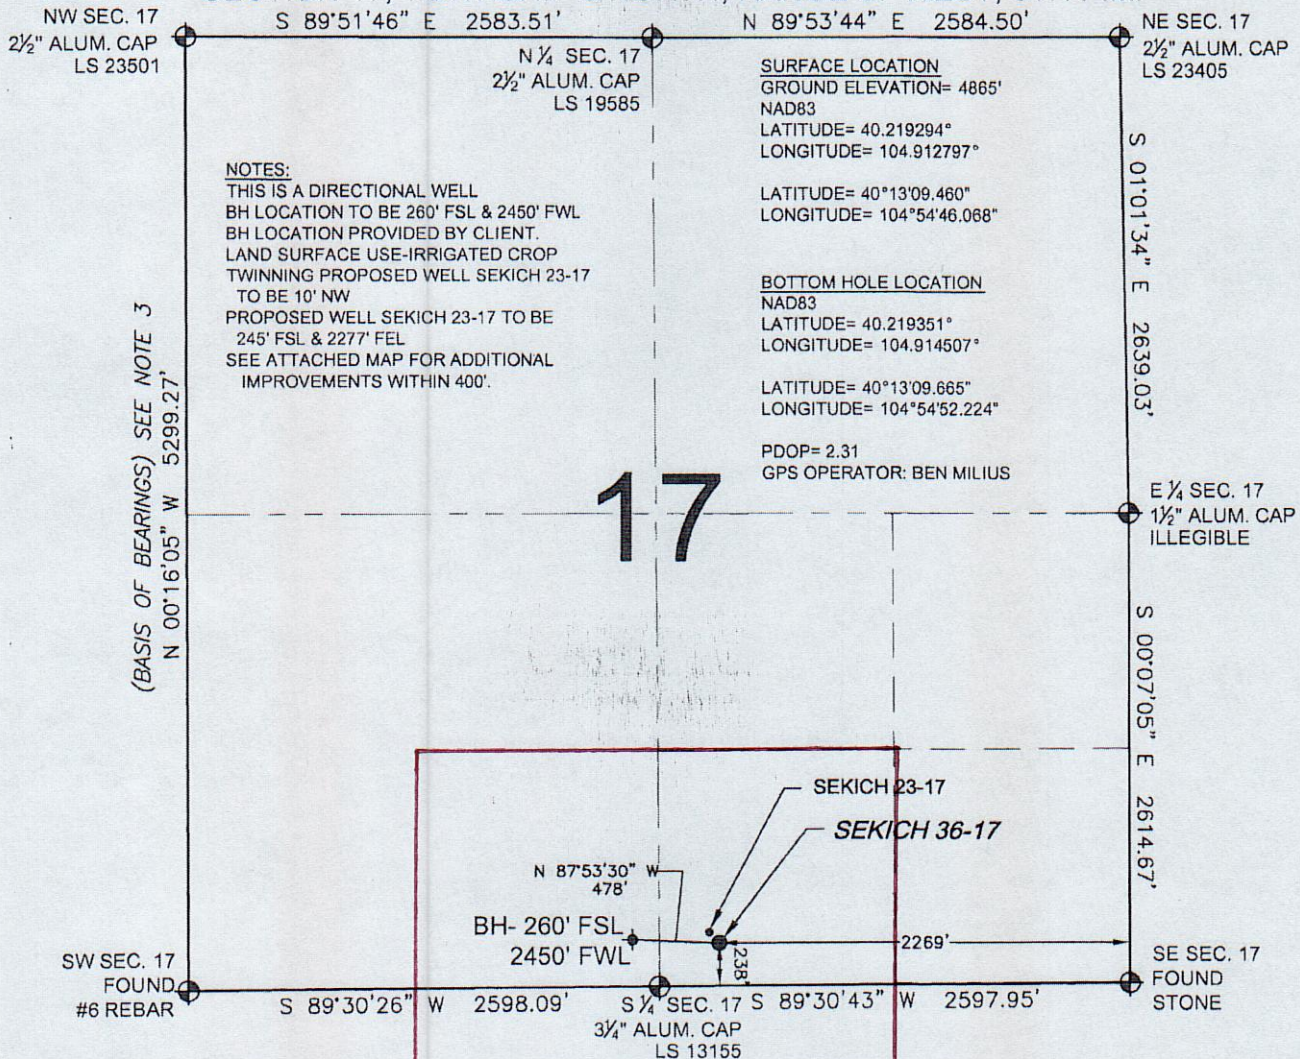 S 89°51'46" E 2583.51'
N 89°53'44" E 2584.50'
NW SEC. 17
2½" ALUM. CAP
LS 23501
N ¼ SEC. 17
2½" ALUM. CAP
LS 19585
NE SEC. 17
2½" ALUM. CAP
LS 23405
SURFACE LOCATION
GROUND ELEVATION= 4865'
NAD83
LATITUDE= 40.219294°
LONGITUDE= 104.912797°
LATITUDE= 40°13'09.460"
LONGITUDE= 104°54'46.068"
NOTES:
THIS IS A DIRECTIONAL WELL
BH LOCATION TO BE 260' FSL & 2450' FWL
BH LOCATION PROVIDED BY CLIENT.
LAND SURFACE USE-IRRIGATED CROP
TWINNING PROPOSED WELL SEKICH 23-17
TO BE 10' NW
PROPOSED WELL SEKICH 23-17 TO BE
245' FSL & 2277' FEL
SEE ATTACHED MAP FOR ADDITIONAL
IMPROVEMENTS WITHIN 400'.
BOTTOM HOLE LOCATION
NAD83
LATITUDE= 40.219351°
LONGITUDE= 104.914507°
LATITUDE= 40°13'09.665"
LONGITUDE= 104°54'52.224"
PDOP= 2.31
GPS OPERATOR: BEN MILIUS
S 01°01'34" E 2639.03'
(BASIS OF BEARINGS) SEE NOTE 3
N 00°16'05" W 5299.27'
17
E ¼ SEC. 17
1½" ALUM. CAP
ILLEGIBLE
S 00°07'05" E 2614.67'
SEKICH 23-17
SEKICH 36-17
N 87°53'30" W
478'
BH- 260' FSL
2450' FWL
2269'
238'
SW SEC. 17
FOUND
#6 REBAR
S 89°30'26" W 2598.09'
S ¼ SEC. 17
3¼" ALUM. CAP
LS 13155
S 89°30'43" W 2597.95'
SE SEC. 17
FOUND
STONE